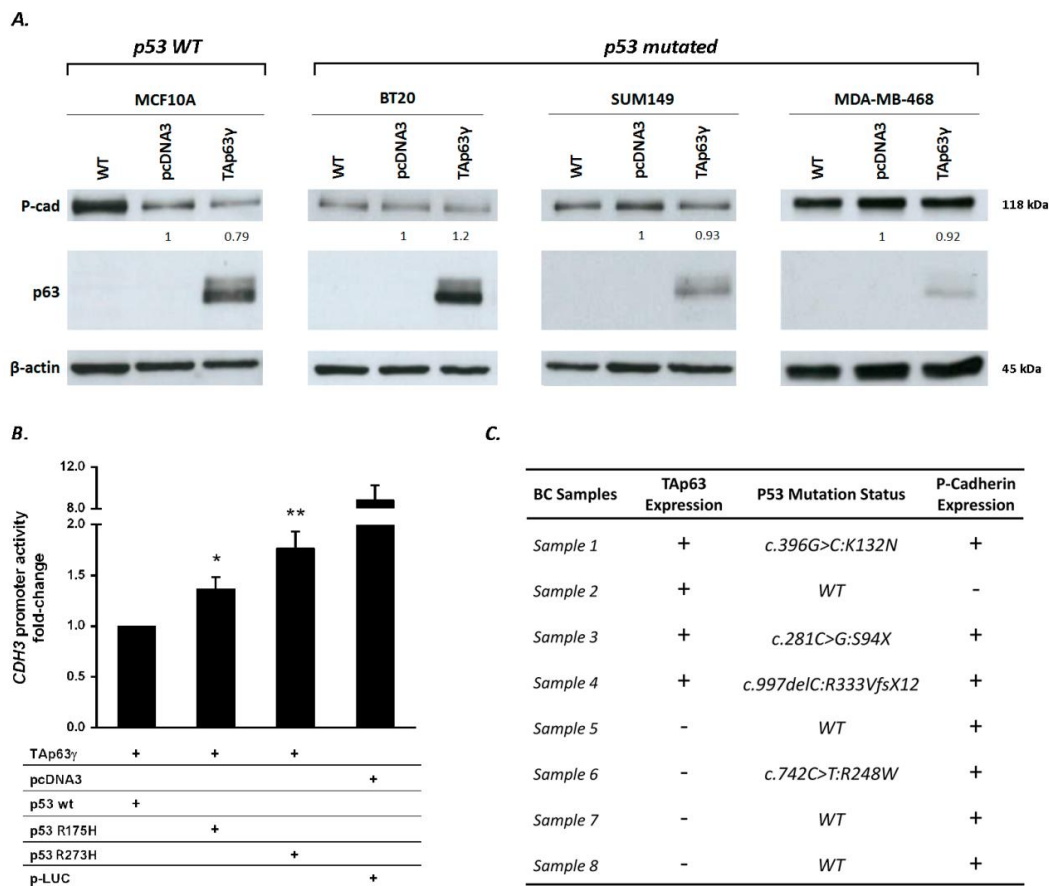 A.
p53 WT p53 mutated
MCF10A BT20 SUM149 MDA-MB-468
WT pcDNA3 TAp63γ WT pcDNA3 TAp63γ WT pcDNA3 TAp63γ WT pcDNA3 TAp63γ
P-cad 118 kDa
1 0.79 1 1.2 1 0.93 1 0.92
p63
β-actin 45 kDa
B.
CDH3 promoter activity
fold-change
12.0
8.0
2.0
1.5
1.0
0.5
0.0
* **
TAp63γ + + +
pcDNA3 +
p53 wt +
p53 R175H +
p53 R273H +
p-LUC +
C.
BC Samples TAp63 Expression P53 Mutation Status P-Cadherin Expression
Sample 1 + c.396G>C:K132N +
Sample 2 + WT -
Sample 3 + c.281C>G:S94X +
Sample 4 + c.997delC:R333VfsX12 +
Sample 5 - WT +
Sample 6 - c.742C>T:R248W +
Sample 7 - WT +
Sample 8 - WT +